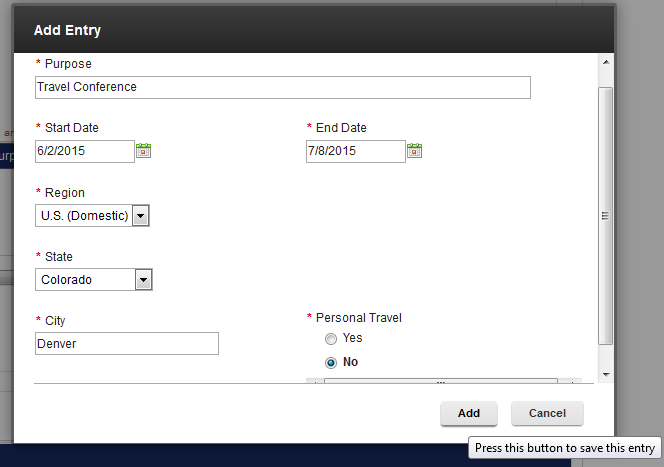 Add Entry
* Purpose
Travel Conference
* Start Date
* End Date
6/2/2015
7/8/2015
* Region
U.S. (Domestic)
* State
Colorado
* City
* Personal Travel
Denver
Yes
No
Add
Cancel
Press this button to save this entry